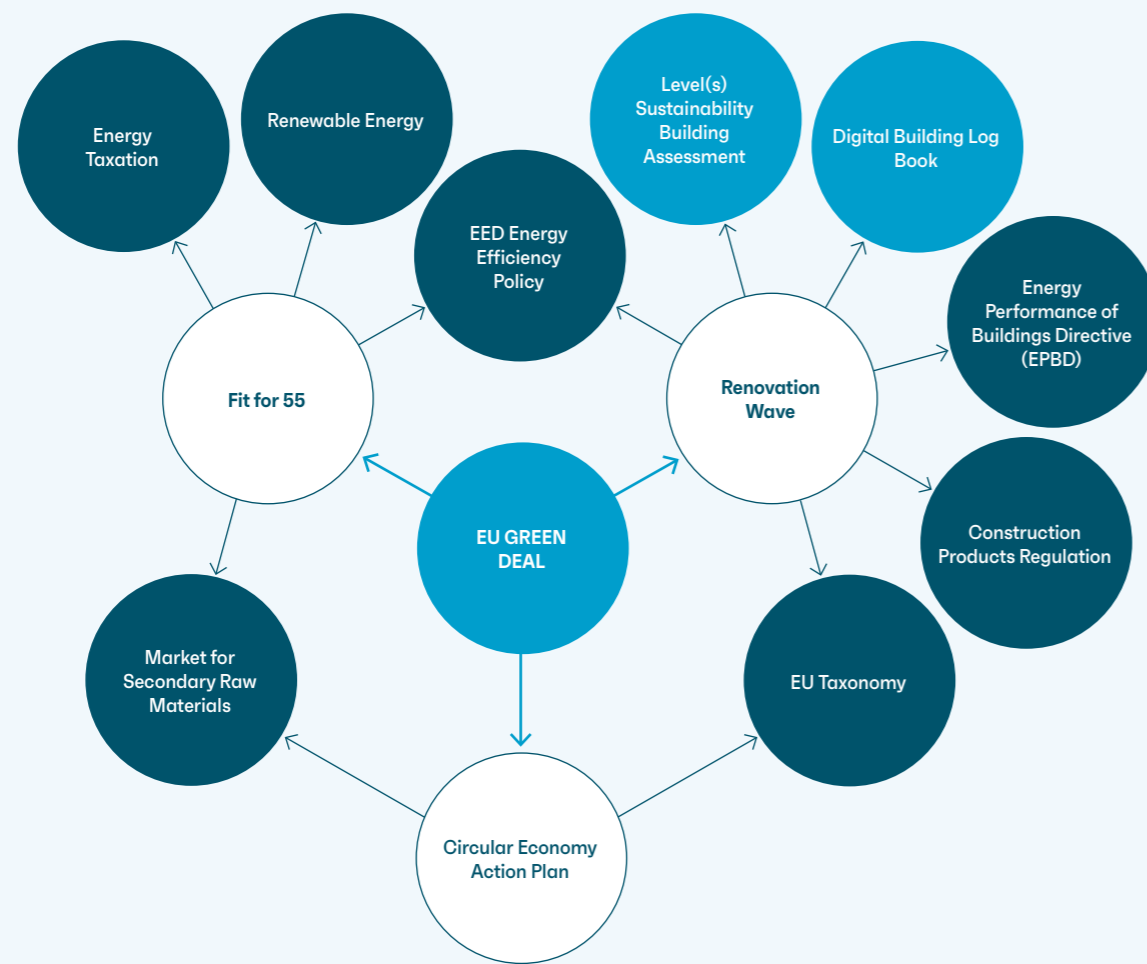 Energy
Taxation
Renewable Energy
Level(s)
Sustainability
Building
Assessment
Digital Building Log
Book
EED Energy
Efficiency
Policy
Energy
Performance of
Buildings Directive
(EPBD)
Fit for 55
Renovation
Wave
EU GREEN
DEAL
Construction
Products Regulation
Market for
Secondary Raw
Materials
EU Taxonomy
Circular Economy
Action Plan